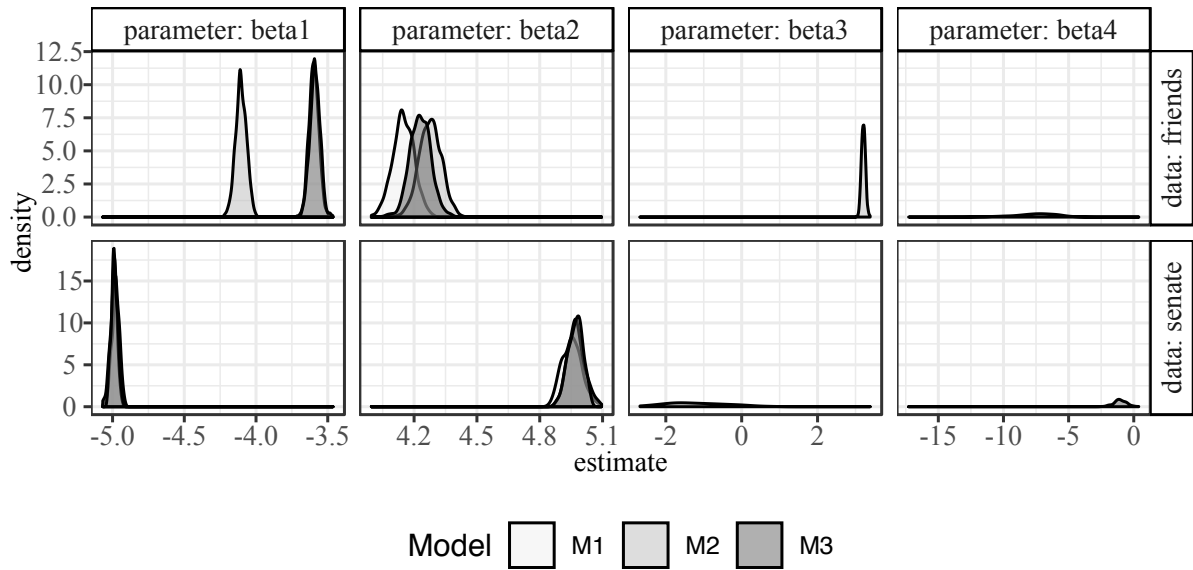 parameter: beta1 parameter: beta2 parameter: beta3 parameter: beta4
12.5
10.0
7.5
5.0
2.5
0.0
data: friends
density
15
10
5
0
data: senate
-5.0 -4.5 -4.0 -3.5 4.2 4.5 4.8 5.1 -2 0 2 -15 -10 -5 0
estimate
Model M1 M2 M3